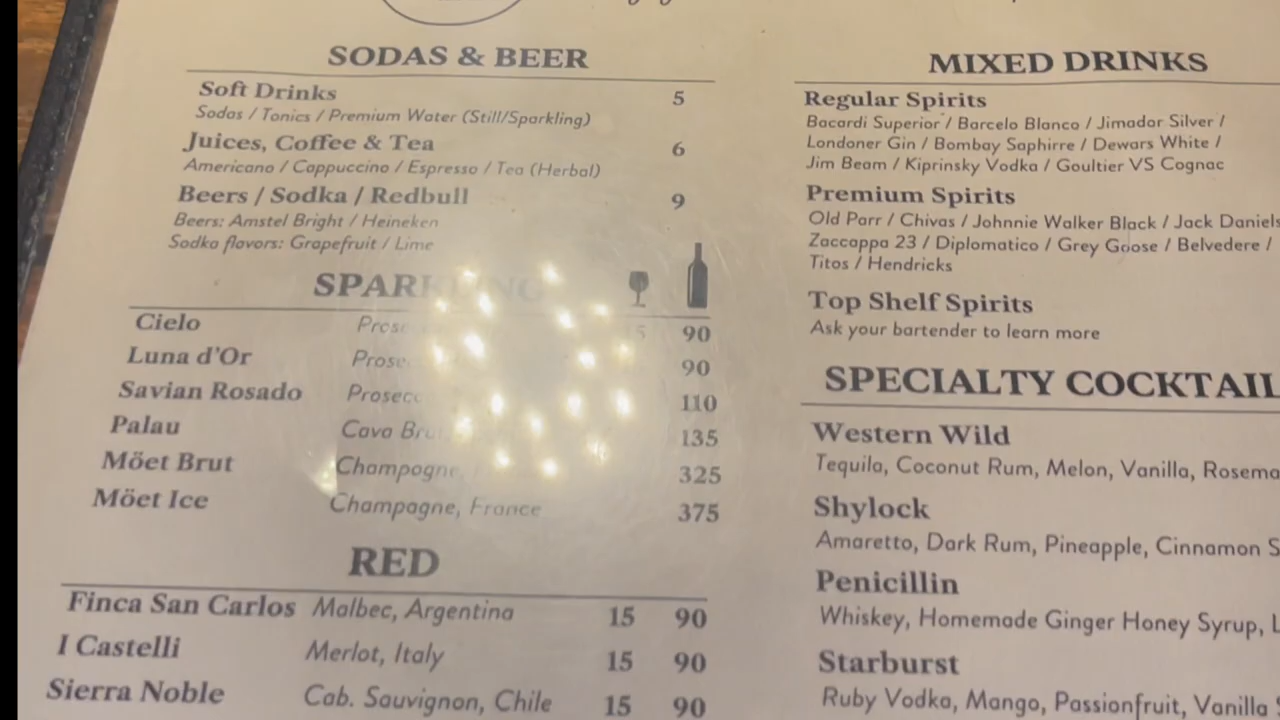 SODAS & BEER
Soft Drinks 5
Sodas / Tonics / Premium Water (Still/Sparkling)
Juices, Coffee & Tea 6
Americano / Cappuccino / Espresso / Tea (Herbal)
Beers / Sodka / Redbull 9
Beers: Amstel Bright / Heineken
Sodka flavors: Grapefruit / Lime
SPARKLING
Cielo 90
Luna d'Or 90
Savian Rosado 110
Palau Cava 135
Möet Brut Champagne, 325
Möet Ice Champagne, France 375
RED
Finca San Carlos Malbec, Argentina 15 90
I Castelli Merlot, Italy 15 90
Sierra Noble Cab. Sauvignon, Chile 15 90
MIXED DRINKS
Regular Spirits
Bacardi Superior / Barcelo Blanco / Jimador Silver /
Londoner Gin / Bombay Saphirre / Dewars White /
Jim Beam / Kiprinsky Vodka / Goultier VS Cognac
Premium Spirits
Old Parr / Chivas / Johnnie Walker Black / Jack Daniels
Zaccappa 23 / Diplomatico / Grey Goose / Belvedere /
Titos / Hendricks
Top Shelf Spirits
Ask your bartender to learn more
SPECIALTY COCKTAIL
Western Wild
Tequila, Coconut Rum, Melon, Vanilla,
Shylock
Amaretto, Dark Rum, Pineapple, Cinnamon
Penicillin
Whiskey, Homemade Ginger Honey Syrup,
Starburst
Ruby Vodka, Mango, Passionfruit, Vanilla